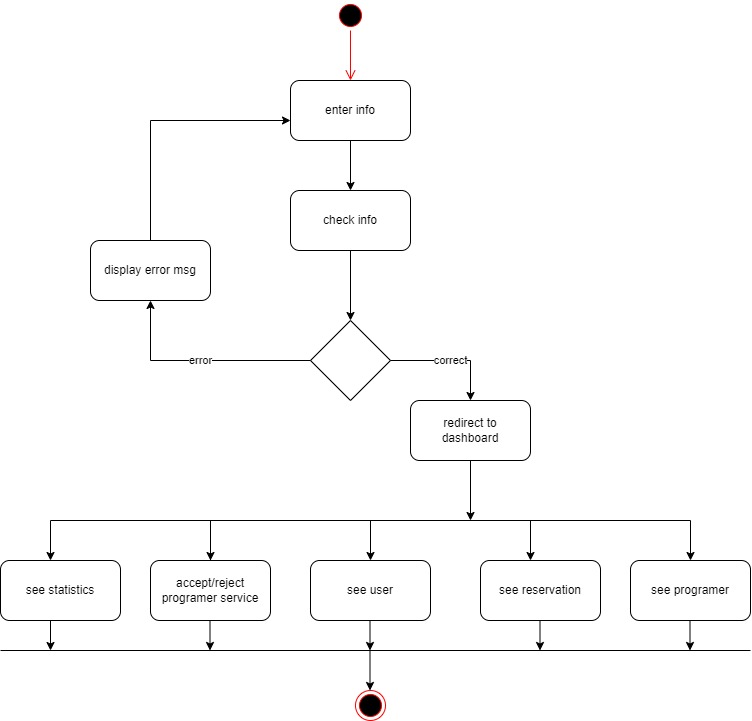 enter info
check info
display error msg
error
correct
redirect to
dashboard
see statistics
accept/reject
programer service
see user
see reservation
see programer